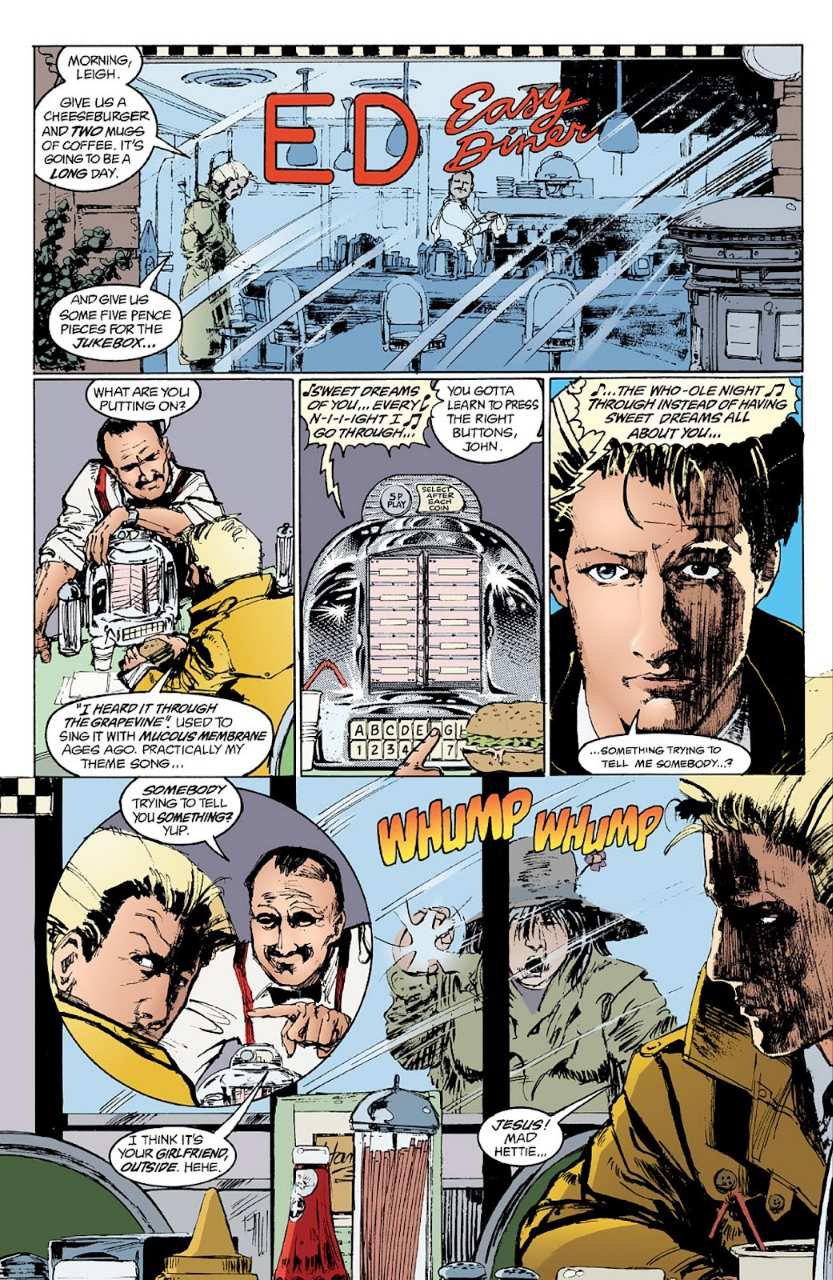 MORNING,
LEIGH.
GIVE US A
CHEESEBURGER
AND TWO MUGS
OF COFFEE. IT'S
GOING TO BE A
LONG DAY.
ED
Easy
Diner
AND GIVE US
SOME FIVE PENCE
PIECES FOR THE
JUKEBOX...
WHAT ARE YOU
PUTTING ON?
"I HEARD IT THROUGH
THE GRAPEVINE". USED TO
SING IT WITH MUCOUS MEMBRANE
AGES AGO. PRACTICALLY MY
THEME SONG...
♪SWEET DREAMS
OF YOU... EVERY
N-I-I-IGHT I
GO THROUGH...
YOU GOTTA
LEARN TO PRESS
THE RIGHT
BUTTONS,
JOHN.
5P
PLAY
SELECT
AFTER
EACH
COIN
A B C D E G
1 2 3 4 7
♪...THE WHO-OLE NIGHT♫
THROUGH INSTEAD OF HAVING
SWEET DREAMS ALL
ABOUT YOU...
...SOMETHING TRYING TO
TELL ME SOMEBODY...?
SOMEBODY
TRYING TO TELL
YOU SOMETHING?
YUP.
WHUMP WHUMP
I THINK IT'S
YOUR GIRLFRIEND,
OUTSIDE. HEHE.
JESUS!
MAD
HETTIE...